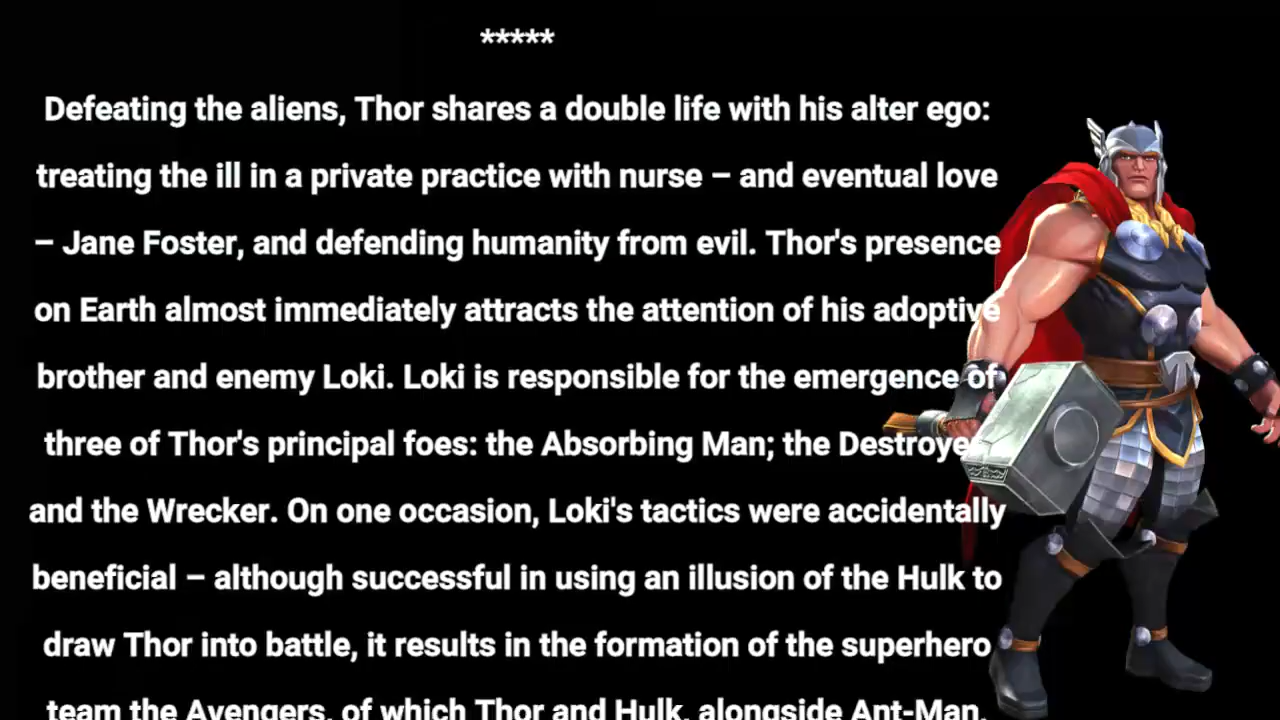 *****
Defeating the aliens, Thor shares a double life with his alter ego:
treating the ill in a private practice with nurse – and eventual love
– Jane Foster, and defending humanity from evil. Thor's presence
on Earth almost immediately attracts the attention of his adoptive
brother and enemy Loki. Loki is responsible for the emergence of
three of Thor's principal foes: the Absorbing Man; the Destroyer
and the Wrecker. On one occasion, Loki's tactics were accidentally
beneficial – although successful in using an illusion of the Hulk to
draw Thor into battle, it results in the formation of the superhero
team the Avengers, of which Thor and Hulk, alongside Ant-Man,